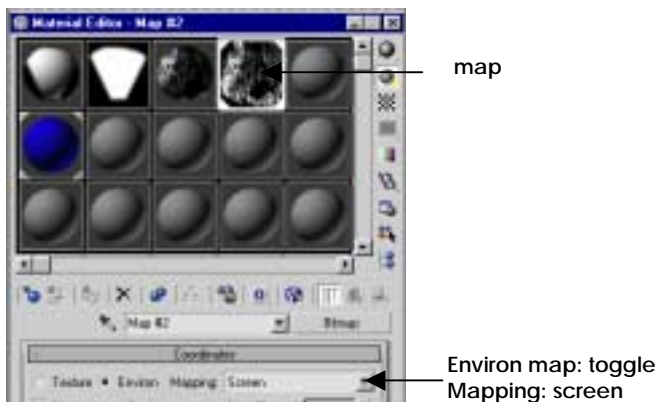 Material Editor - Map #2
map
Map #2
Bitmap
Coordinates
Texture Environ Mapping: Screen
Environ map: toggle
Mapping: screen